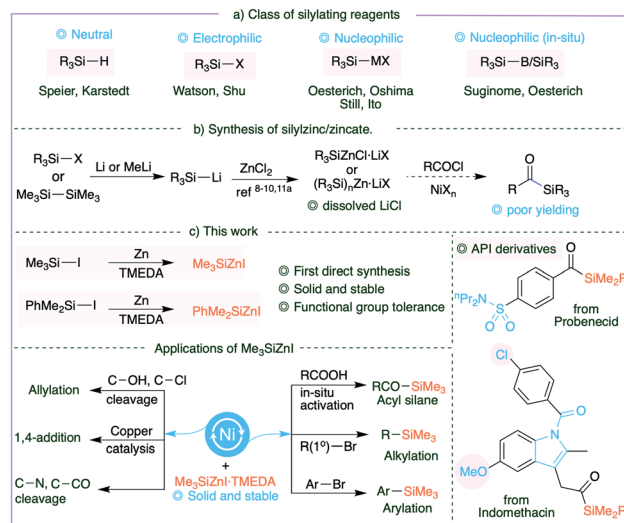 a) Class of silylating reagents
◎ Neutral
◎ Electrophilic
◎ Nucleophilic
◎ Nucleophilic (in-situ)
R₃Si—H
R₃Si—X
R₃Si—MX
R₃Si—B/SiR₃
Speier, Karstedt
Watson, Shu
Oesterich, Oshima
Still, Ito
Suginome, Oesterich
b) Synthesis of silylzinc/zincate.
R₃Si—X
or
Me₃Si—SiMe₃
Li or MeLi
R₃Si—Li
ZnCl₂
ref ⁸⁻¹⁰,¹¹ᵃ
R₃SiZnCl·LiX
or
(R₃Si)ₙZn·LiX
◎ dissolved LiCl
RCOCl
NiXₙ
O
R
SiR₃
◎ poor yielding
c) This work
Me₃Si—I
Zn
TMEDA
Me₃SiZnI
PhMe₂Si—I
Zn
TMEDA
PhMe₂SiZnI
◎ First direct synthesis
◎ Solid and stable
◎ Functional group tolerance
◎ API derivatives
O
SiMe₂R
ⁿPr₂N
S
O O
from
Probenecid
Applications of Me₃SiZnI
Allylation
C—OH, C—Cl
cleavage
1,4-addition
Copper
catalysis
C—N, C—CO
cleavage
Ni
+
Me₃SiZnI·TMEDA
◎ Solid and stable
RCOOH
in-situ
activation
RCO—SiMe₃
Acyl silane
R(1⁰)—Br
R—SiMe₃
Alkylation
Ar—Br
Ar—SiMe₃
Arylation
Cl
O
N
MeO
O
SiMe₂R
from
Indomethacin